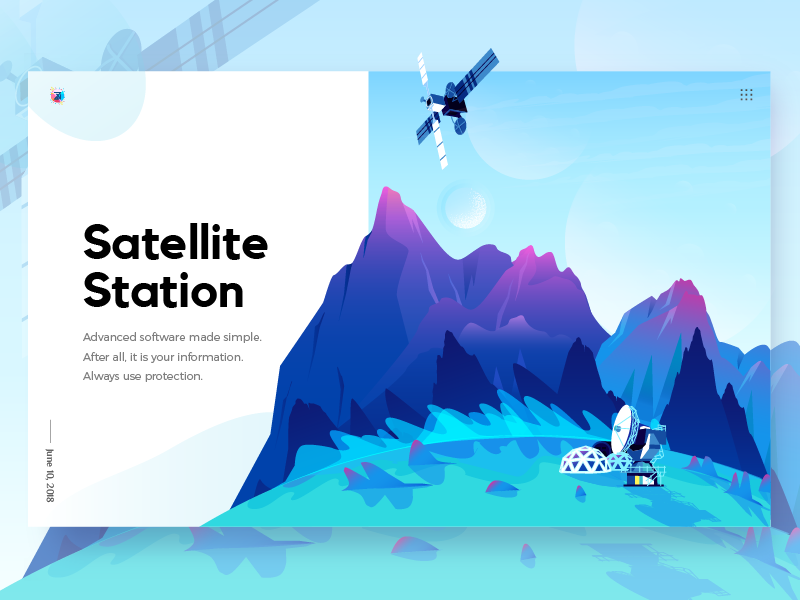 Satellite
Station
Advanced software made simple.
After all, it is your information.
Always use protection.
June 10, 2018